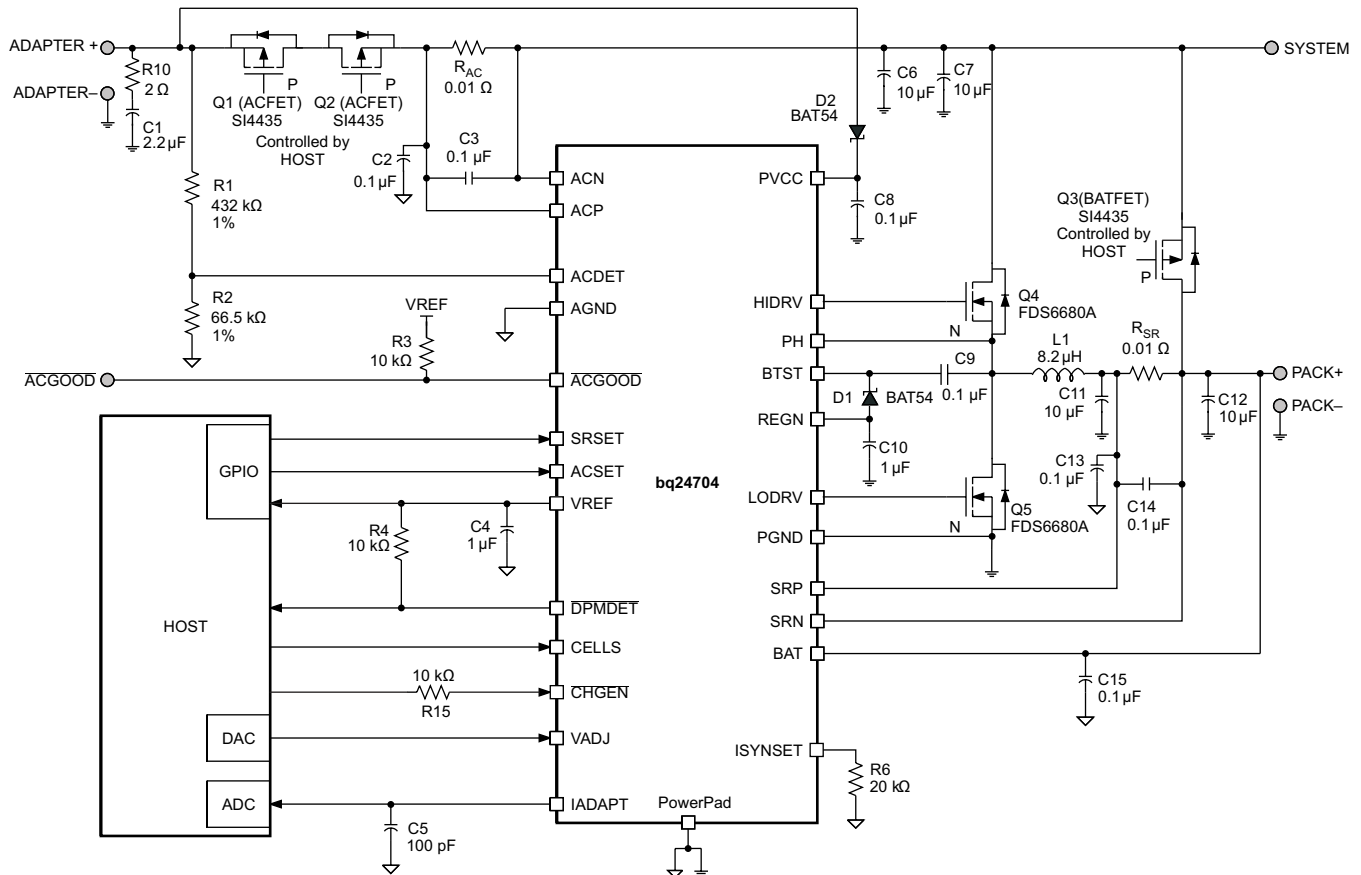 ADAPTER +
ADAPTER–
R10
2 Ω
C1
2.2 µF
P
Q1 (ACFET)
SI4435
P
Q2 (ACFET)
SI4435
Controlled by
HOST
RAC
0.01 Ω
C2
0.1 µF
C3
0.1 µF
R1
432 kΩ
1%
R2
66.5 kΩ
1%
VREF
R3
10 kΩ
ACGOOD
D2
BAT54
C8
0.1 µF
C6
10 µF
C7
10 µF
SYSTEM
Q3(BATFET)
SI4435
Controlled by
HOST
P
ACN
ACP
ACDET
AGND
ACGOOD
SRSET
ACSET
VREF
DPMDET
CELLS
CHGEN
VADJ
IADAPT
bq24704
PowerPad
PVCC
HIDRV
PH
BTST
REGN
LODRV
PGND
SRP
SRN
BAT
ISYNSET
N
Q4
FDS6680A
C9
0.1 µF
D1
BAT54
C10
1 µF
L1
8.2 µH
RSR
0.01 Ω
C11
10 µF
C12
10 µF
PACK+
PACK–
C13
0.1 µF
C14
0.1 µF
N
Q5
FDS6680A
C15
0.1 µF
R6
20 kΩ
HOST
GPIO
DAC
ADC
R4
10 kΩ
C4
1 µF
10 kΩ
R15
C5
100 pF